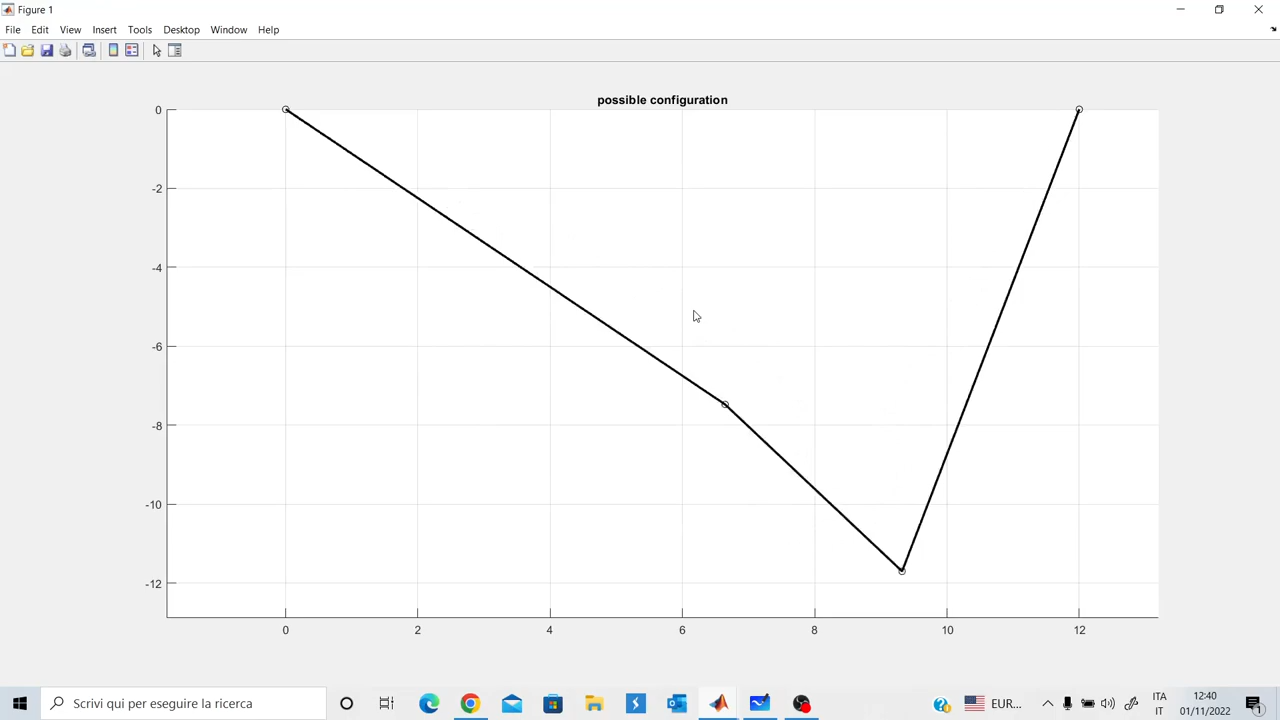 Figure 1
File Edit View Insert Tools Desktop Window Help
possible configuration
0
-2
-4
-6
-8
-10
-12
0 2 4 6 8 10 12
Scrivi qui per eseguire la ricerca
EUR...
ITA
IT
12:40
01/11/2022
1